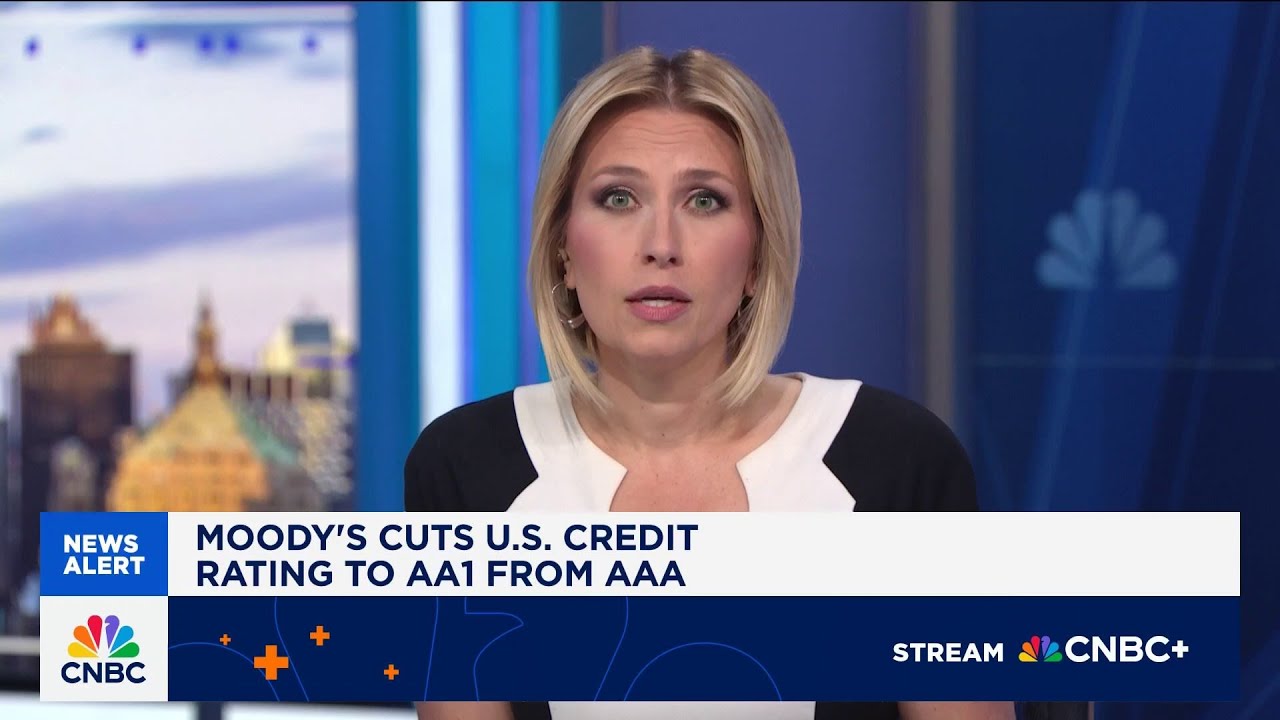 NEWS
ALERT
MOODY'S CUTS U.S. CREDIT
RATING TO AA1 FROM AAA
CNBC
STREAM CNBC+